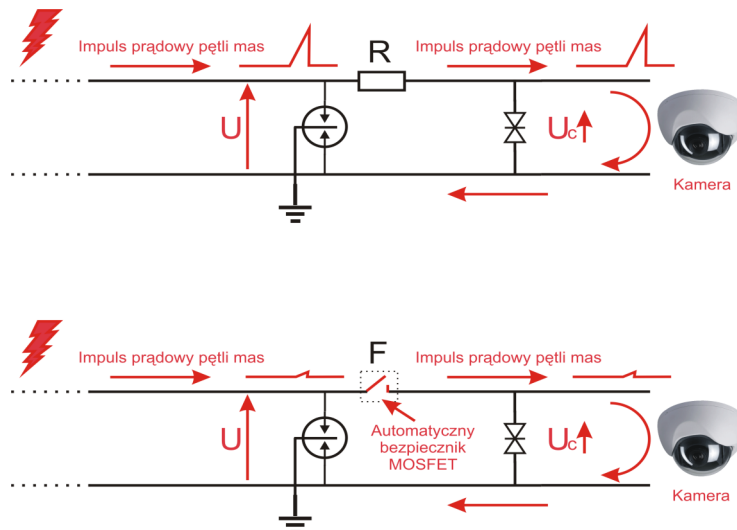 Impuls prądowy pętli mas
R
Impuls prądowy pętli mas
U
Uc
Kamera
Impuls prądowy pętli mas
F
Impuls prądowy pętli mas
U
Automatyczny
bezpiecznik
MOSFET
Uc
Kamera